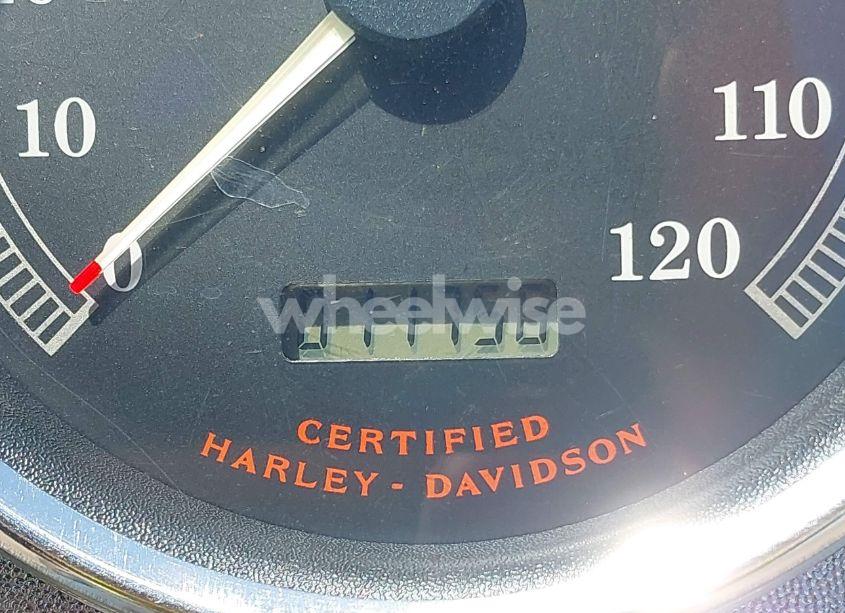 10
110
0
120
wheelwise
CERTIFIED
HARLEY - DAVIDSON